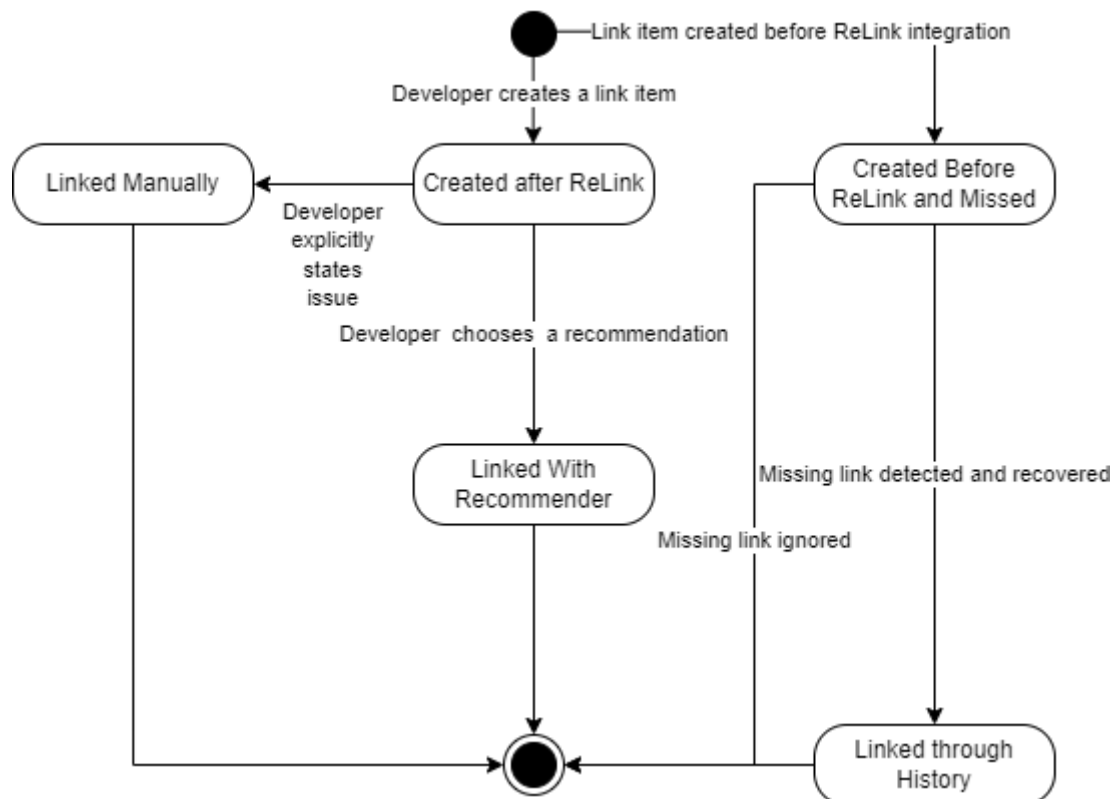 Link item created before ReLink integration
Developer creates a link item
Linked Manually
Created after ReLink
Created Before
ReLink and Missed
Developer
explicitly
states
issue
Developer chooses a recommendation
Linked With
Recommender
Missing link detected and recovered
Missing link ignored
Linked through
History